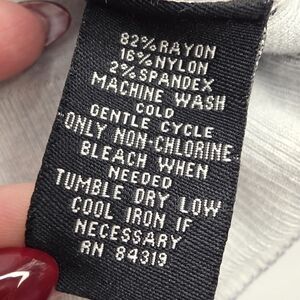 82% RAYON
16% NYLON
2% SPANDEX
MACHINE WASH
COLD
GENTLE CYCLE
ONLY NON-CHLORINE
BLEACH WHEN
NEEDED
TUMBLE DRY LOW
COOL IRON IF
NECESSARY
RN 84319